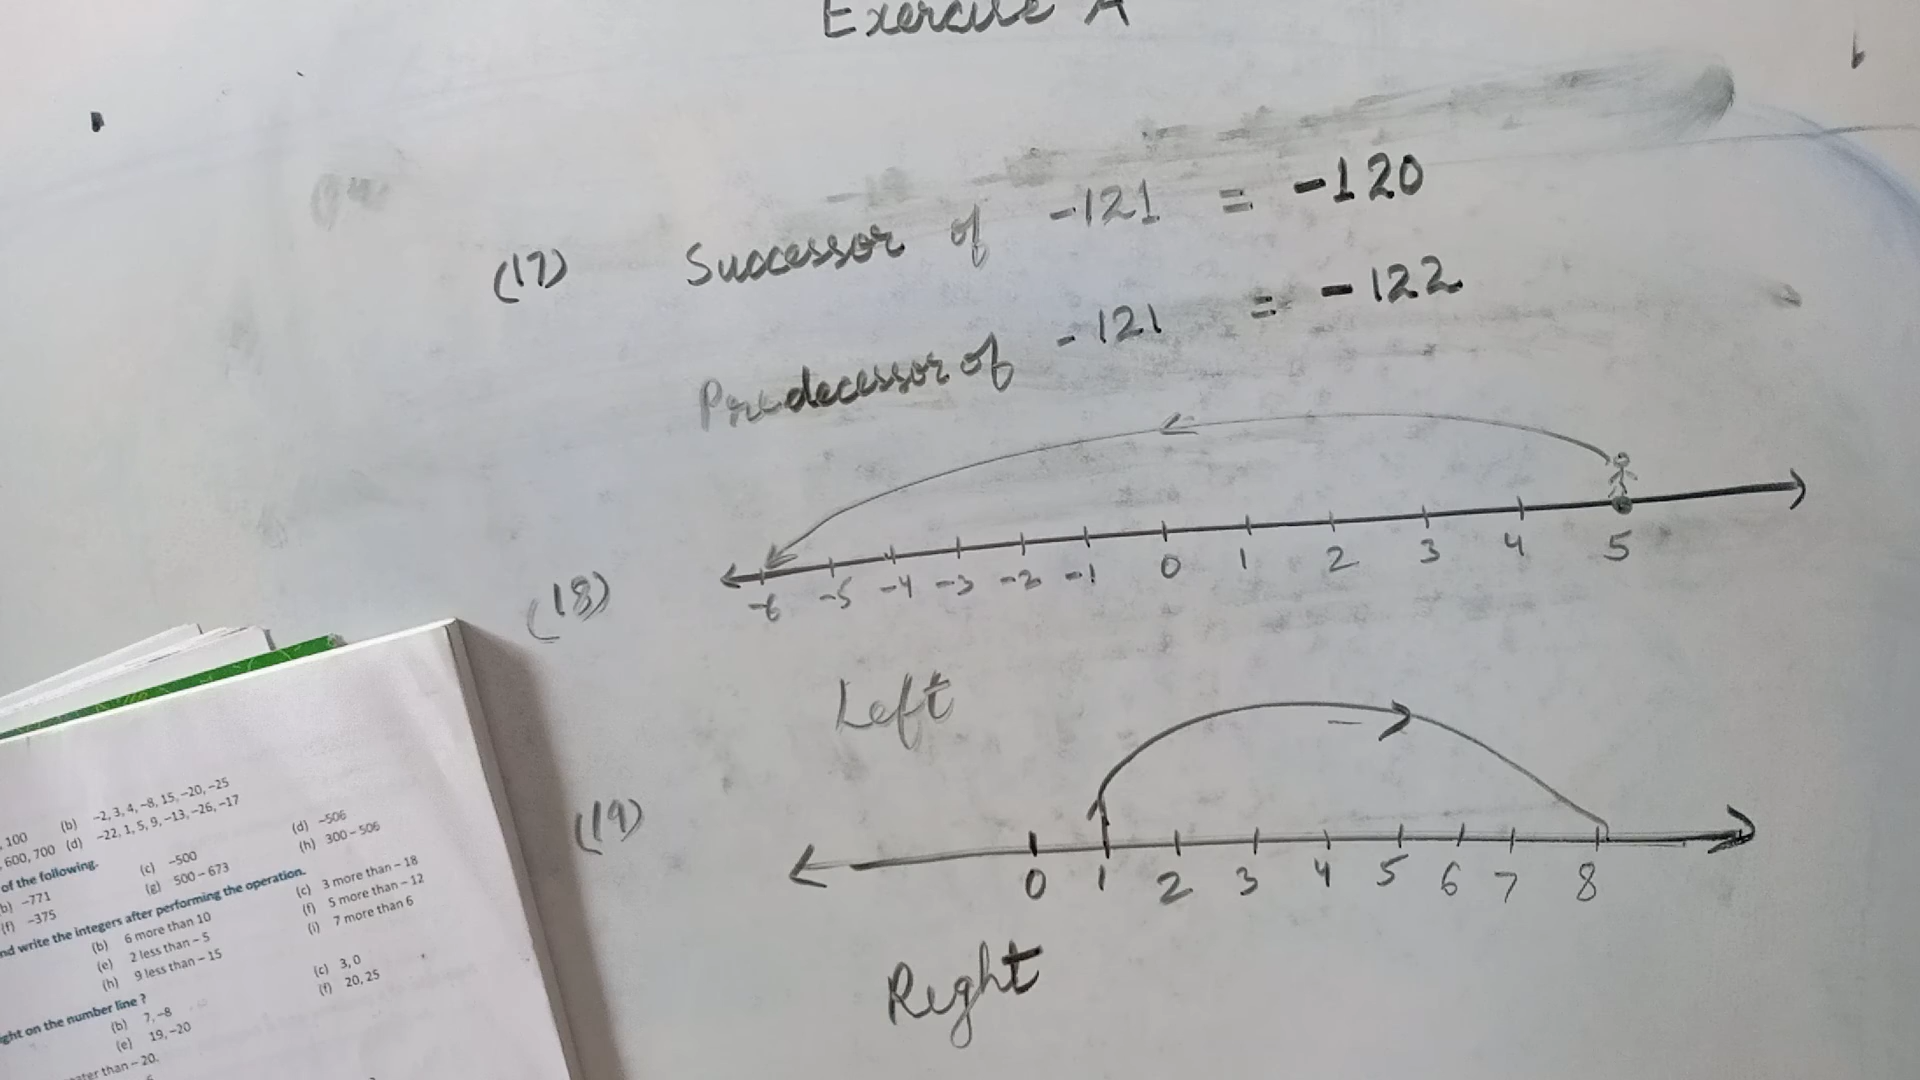 Exercise A
(17) Successor of -121 = -120
Predecessor of -121 = -122
(18)
-6 -5 -4 -3 -2 -1 0 1 2 3 4 5
Left
(19)
0 1 2 3 4 5 6 7 8
Right
, 100 (b) -2, 3, 4, -8, 15, -20, -25
600, 700 (d) -22, 1, 5, 9, -13, -26, -17
of the following.
b) -771 (c) -500 (d) -506
(f) -375 (g) 500 - 673 (h) 300 - 506
nd write the integers after performing the operation.
(b) 6 more than 10 (c) 3 more than - 18
(e) 2 less than - 5 (f) 5 more than - 12
(h) 9 less than - 15 (i) 7 more than 6
ght on the number line ?
(b) 7, -8 (c) 3, 0
(e) 19, -20 (f) 20, 25
ater than - 20.